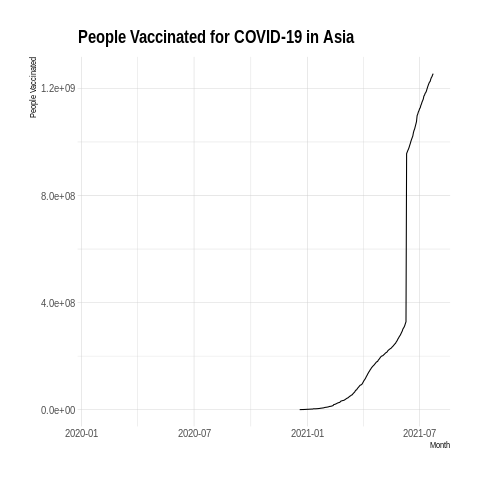 People Vaccinated for COVID-19 in Asia
People Vaccinated
1.2e+09
8.0e+08
4.0e+08
0.0e+00
2020-01
2020-07
2021-01
2021-07
Month